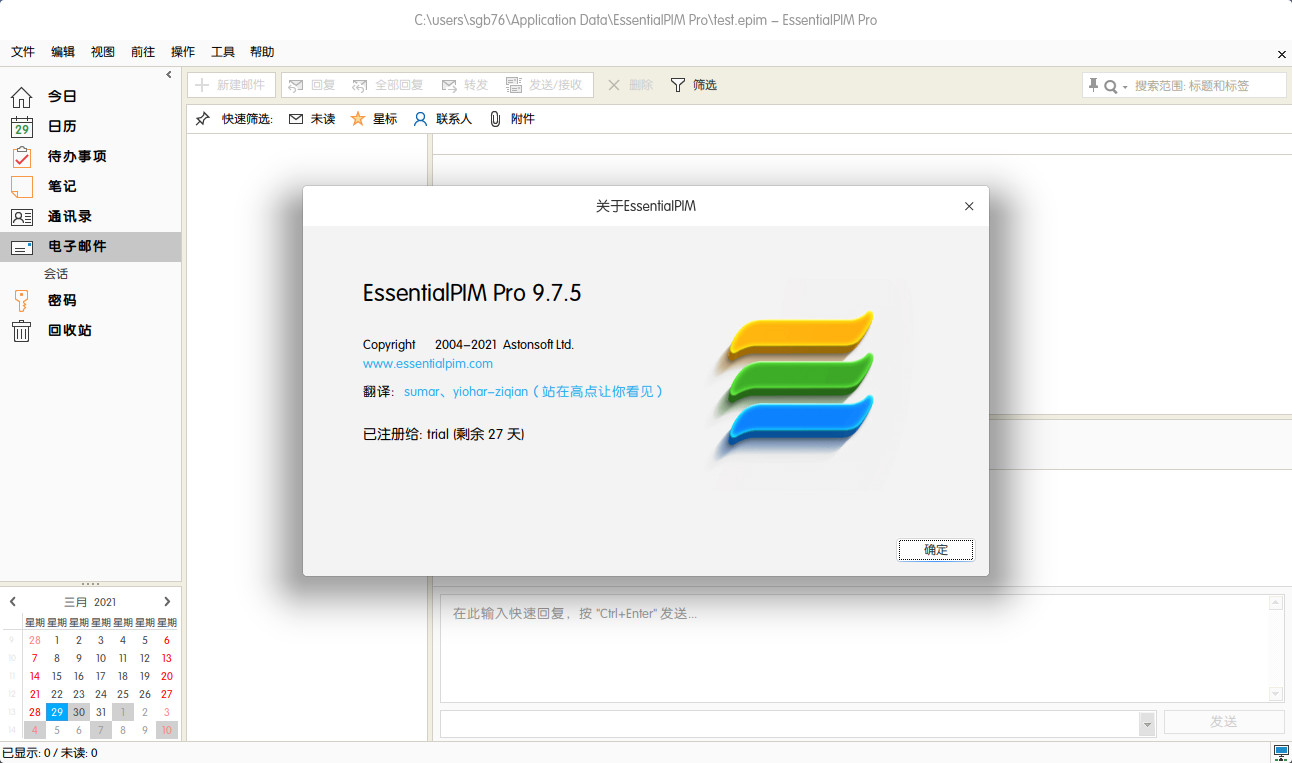 C:\users\sgb76\Application Data\EssentialPIM Pro\test.epim - EssentialPIM Pro
文件 编辑 视图 前往 操作 工具 帮助
新建邮件 回复 全部回复 转发 发送/接收 删除 筛选 搜索范围: 标题和标签
快速筛选: 未读 星标 联系人 附件
今日
29 日历
待办事项
笔记
通讯录
电子邮件
会话
密码
回收站
关于EssentialPIM
EssentialPIM Pro 9.7.5
Copyright 2004-2021 Astonsoft Ltd.
www.essentialpim.com
翻译: sumar、yiohar-ziqian（站在高点让你看见）
已注册给: trial (剩余 27 天)
确定
三月 2021
星期 星期 星期 星期 星期 星期 星期
9 28 1 2 3 4 5 6
10 7 8 9 10 11 12 13
11 14 15 16 17 18 19 20
12 21 22 23 24 25 26 27
13 28 29 30 31 1 2 3
14 4 5 6 7 8 9 10
在此输入快速回复，按 "Ctrl+Enter" 发送...
发送
已显示: 0 / 未读: 0